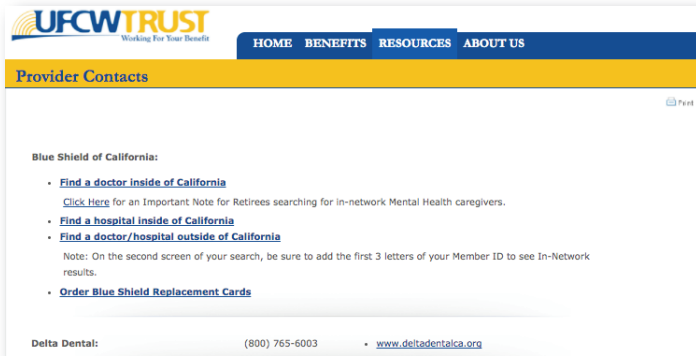 UFCWTRUST
Working For Your Benefit
HOME BENEFITS RESOURCES ABOUT US
Provider Contacts
Print
Blue Shield of California:
• Find a doctor inside of California
Click Here for an Important Note for Retirees searching for in-network Mental Health caregivers.
• Find a hospital inside of California
• Find a doctor/hospital outside of California
Note: On the second screen of your search, be sure to add the first 3 letters of your Member ID to see In-Network
results.
• Order Blue Shield Replacement Cards
Delta Dental: (800) 765-6003 • www.deltadentalca.org